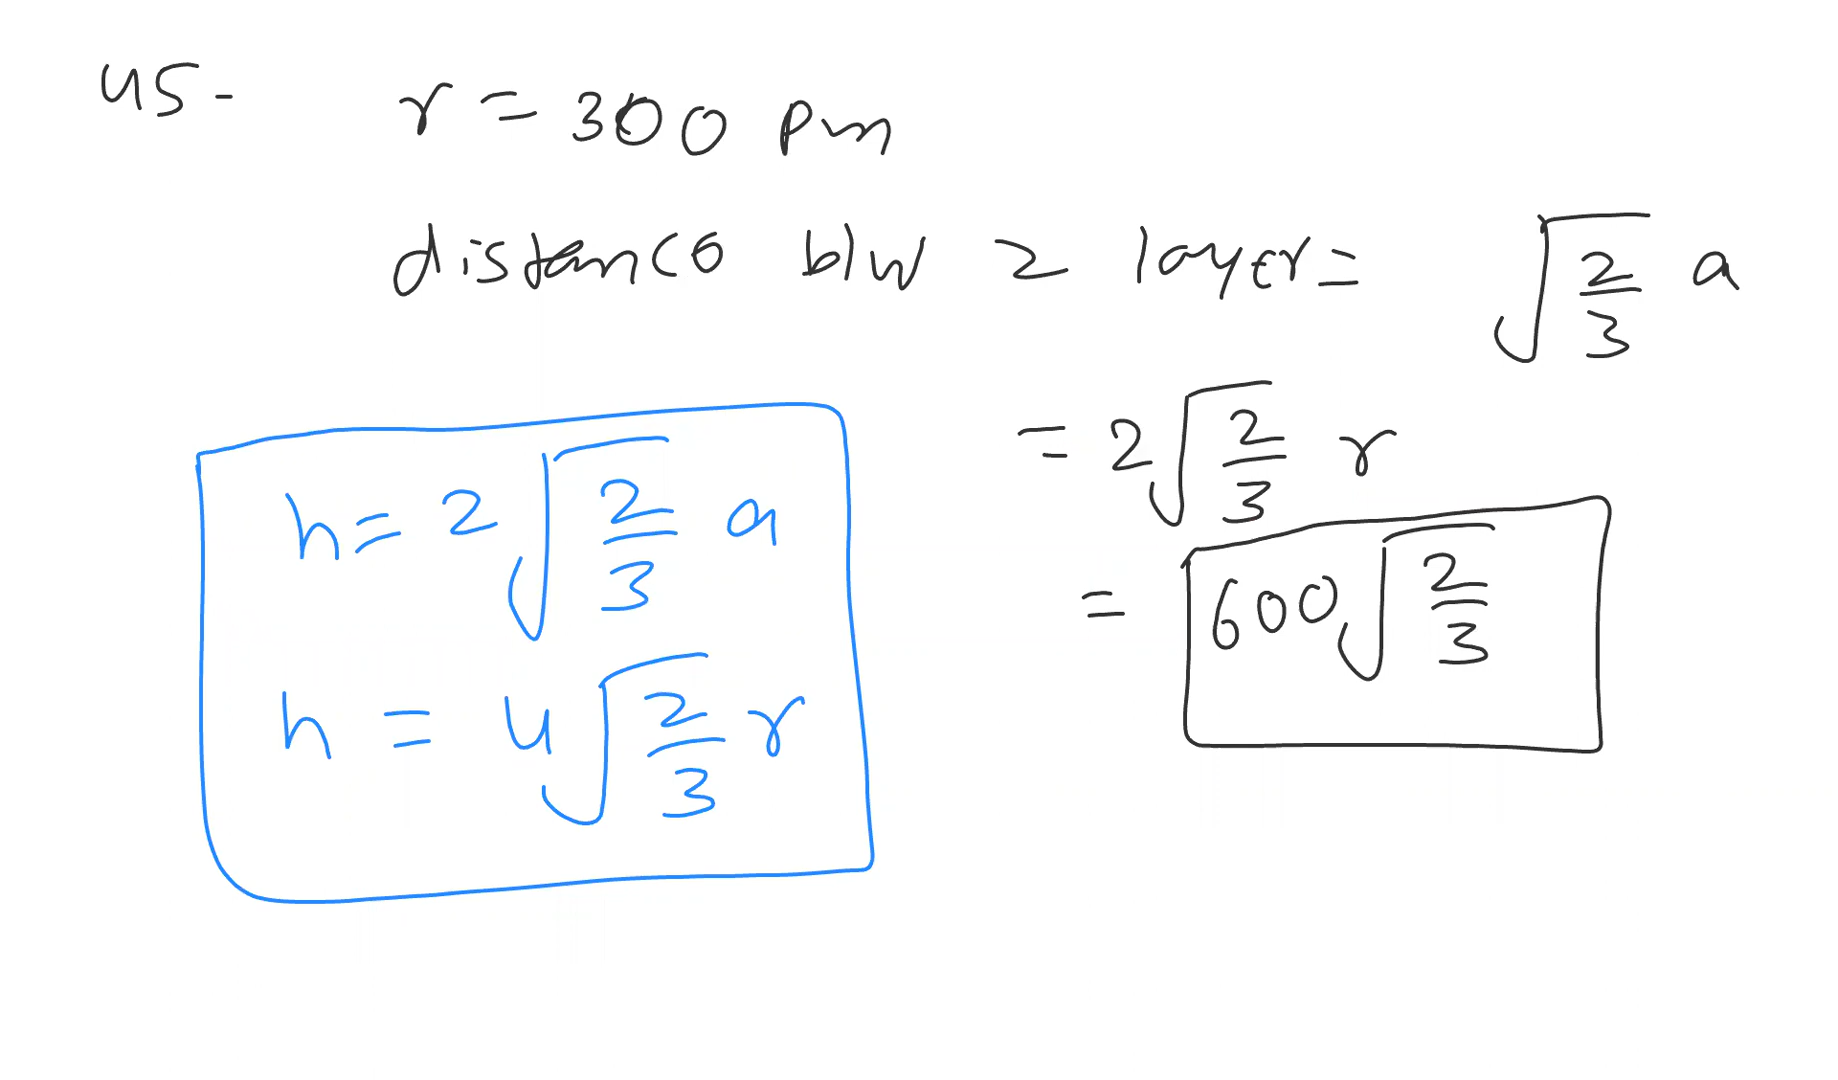 45-
r = 300 pm
distance b/w 2 layer = √(2/3) a
= 2√(2/3) r
= 600√(2/3)
h = 2√(2/3) a
h = 4√(2/3) r